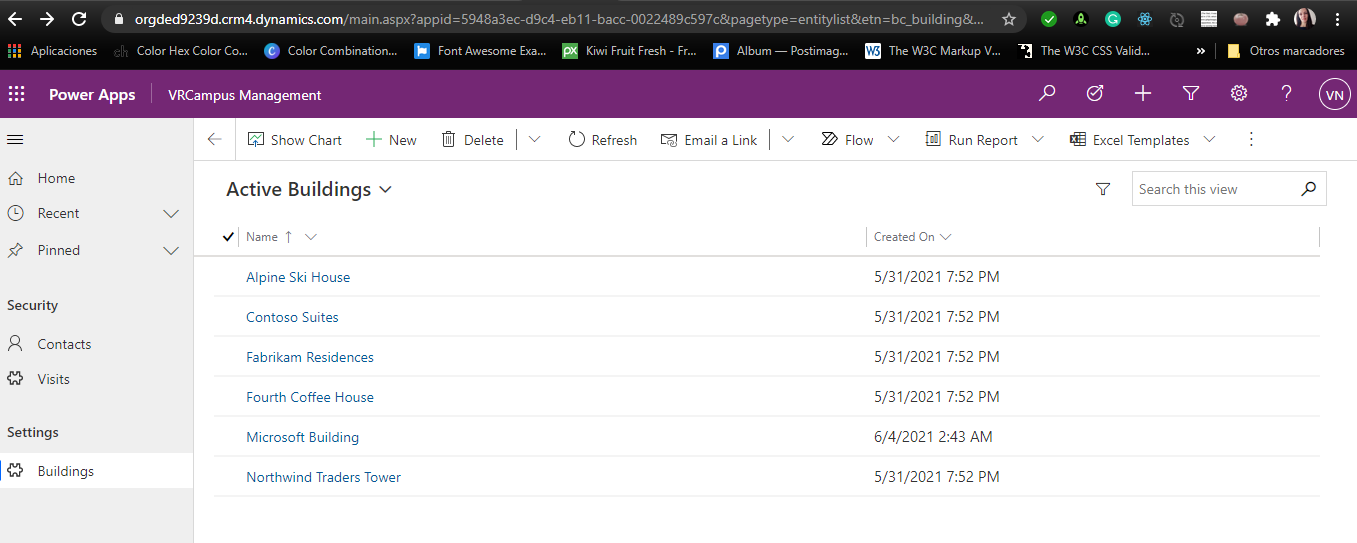 orgded9239d.crm4.dynamics.com/main.aspx?appid=5948a3ec-d9c4-eb11-bacc-0022489c597c&pagetype=entitylist&etn=bc_building&...
Aplicaciones ch Color Hex Color Co... C Color Combination... Font Awesome Exa... px Kiwi Fruit Fresh - Fr... P Album — Postimag... W3 The W3C Markup V... The W3C CSS Valid... » Otros marcadores
Power Apps VRCampus Management ? VN
Show Chart New Delete Refresh Email a Link Flow Run Report Excel Templates
Home
Recent
Pinned
Security
Contacts
Visits
Settings
Buildings
Active Buildings Search this view
Name ↑ Created On
Alpine Ski House 5/31/2021 7:52 PM
Contoso Suites 5/31/2021 7:52 PM
Fabrikam Residences 5/31/2021 7:52 PM
Fourth Coffee House 5/31/2021 7:52 PM
Microsoft Building 6/4/2021 2:43 AM
Northwind Traders Tower 5/31/2021 7:52 PM